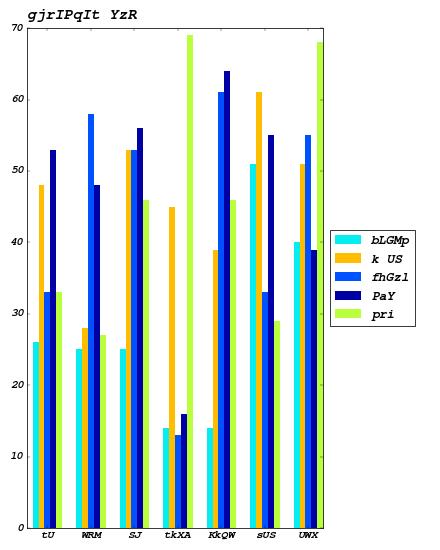 gjrIPqIt YzR
70
60
50
40
30
20
10
0
tU WRM SJ tkXA KkQW sUS UWX
bLGMp
k US
fhGzl
PaY
pri